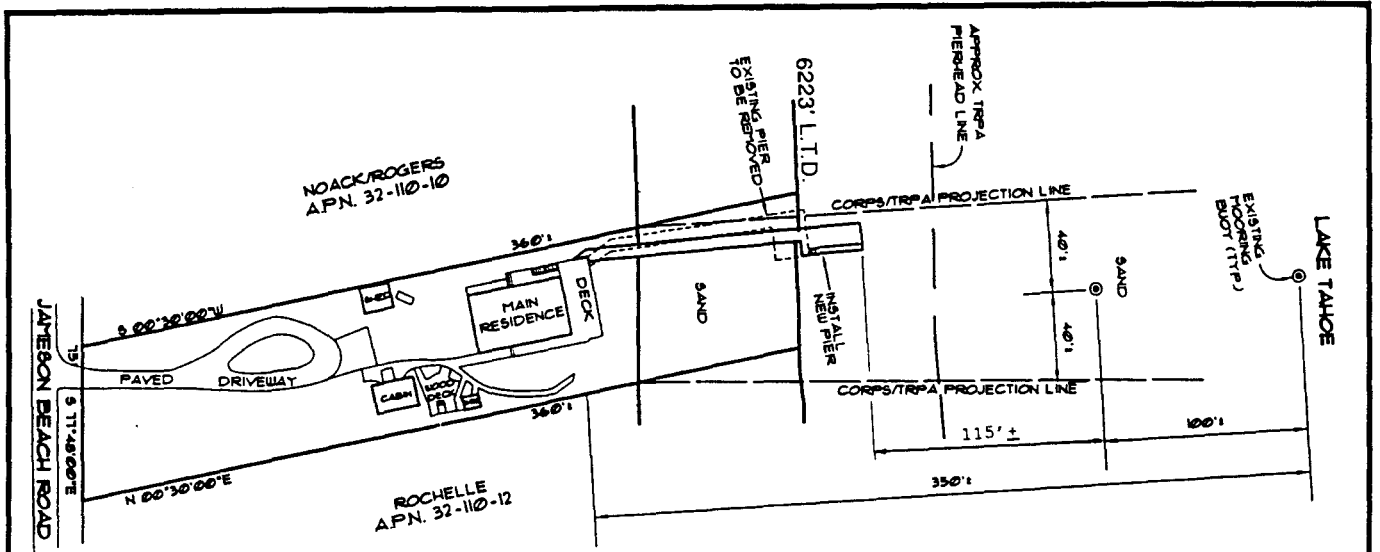 APPROX TRPA
PIERHEAD LINE
6223' L.T.D.
EXISTING PIER
TO BE REMOVED
NOACK/ROGERS
A.P.N. 32-110-10
CORPS/TRPA PROJECTION LINE
EXISTING
MOORING
BUOY (TYP.)
LAKE TAHOE
360'±
40'±
SAND
40'±
DECK
MAIN
RESIDENCE
SAND
INSTALL
NEW PIER
S 00°30'00"W
PAVED DRIVEWAY
CABIN
WOOD
DECK
CORPS/TRPA PROJECTION LINE
360'±
115' ±
100'±
350'±
JAMESON BEACH ROAD
N 00°30'00"E
ROCHELLE
A.P.N. 32-110-12